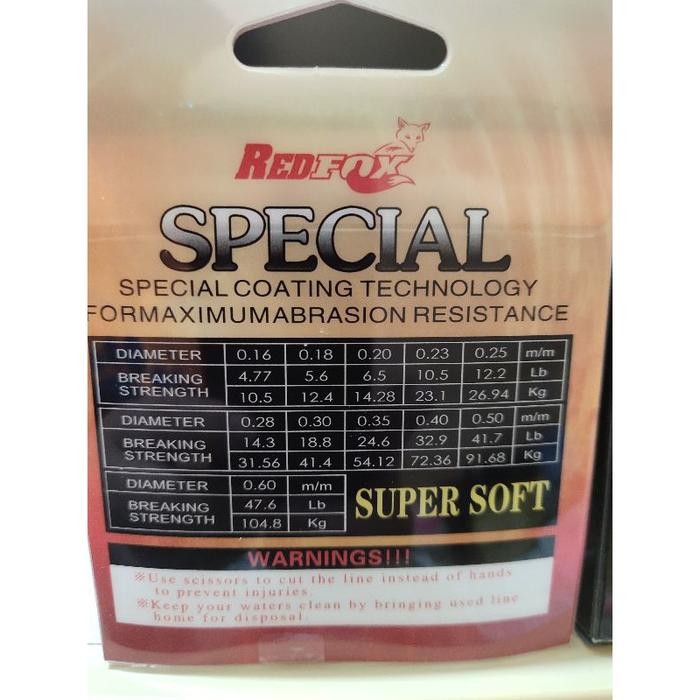 REDFOX
SPECIAL
SPECIAL COATING TECHNOLOGY
FORMAXIMUMABRASION RESISTANCE
DIAMETER 0.16 0.18 0.20 0.23 0.25 m/m
BREAKING STRENGTH 4.77 5.6 6.5 10.5 12.2 Lb
10.5 12.4 14.28 23.1 26.94 Kg
DIAMETER 0.28 0.30 0.35 0.40 0.50 m/m
BREAKING STRENGTH 14.3 18.8 24.6 32.9 41.7 Lb
31.56 41.4 54.12 72.36 91.68 Kg
DIAMETER 0.60 m/m
BREAKING STRENGTH 47.6 Lb
104.8 Kg
SUPER SOFT
WARNINGS!!!
※Use scissors to cut the line instead of hands
to prevent injuries.
※Keep your waters clean by bringing used line
home for disposal.